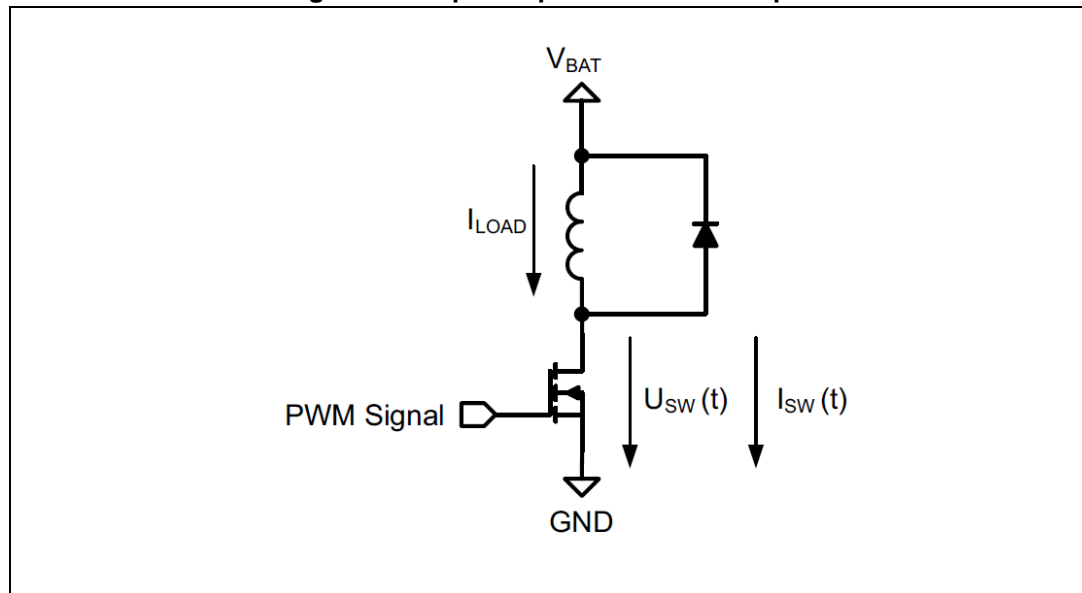 V_BAT
I_LOAD
PWM Signal
U_SW (t)
I_SW (t)
GND